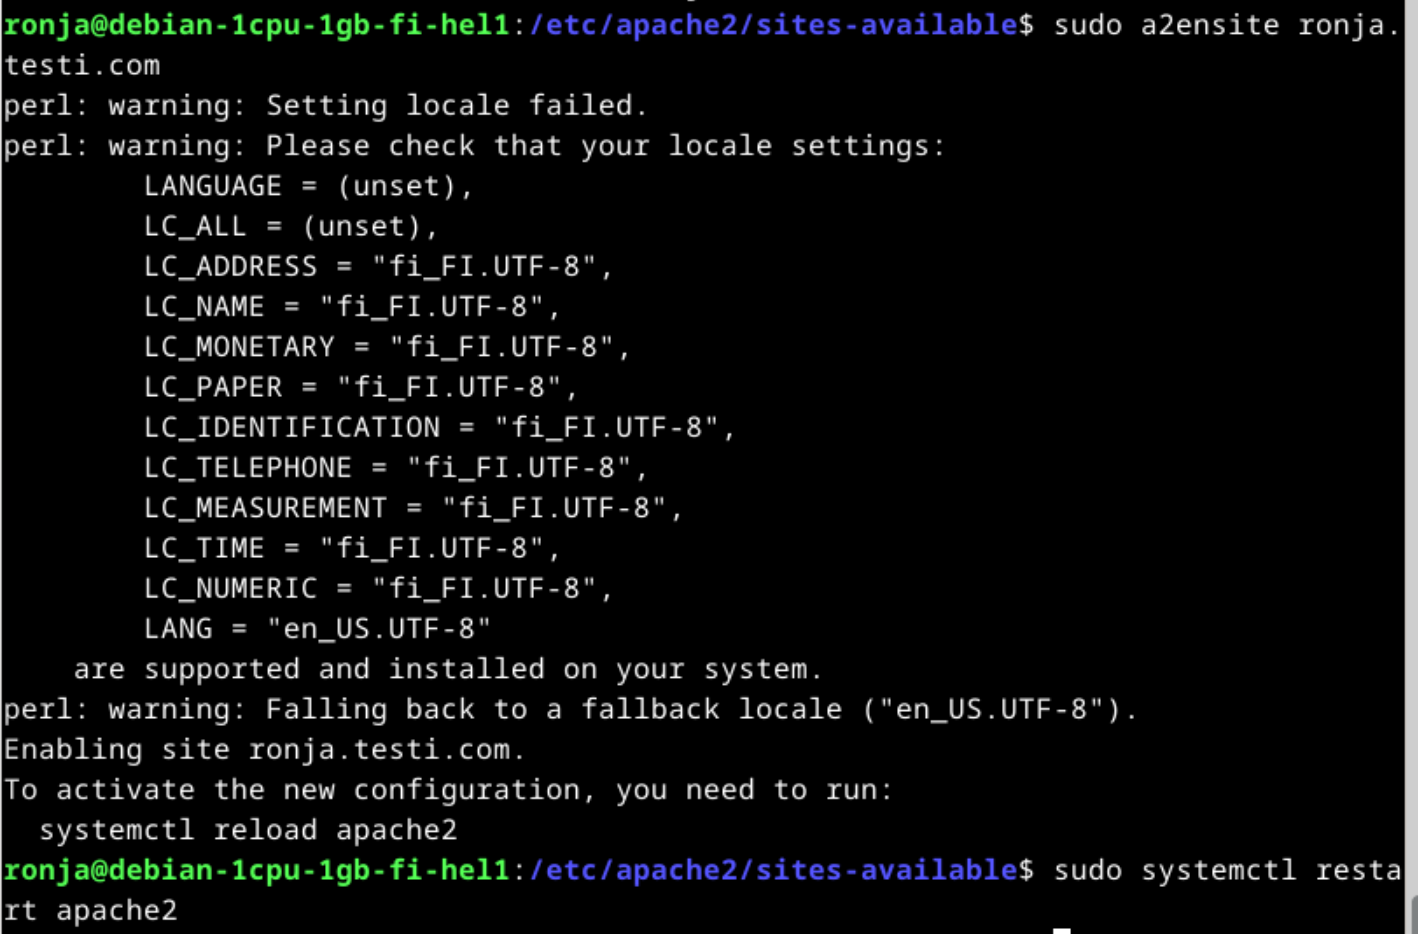 ronja@debian-1cpu-1gb-fi-hel1:/etc/apache2/sites-available$ sudo a2ensite ronja.
testi.com
perl: warning: Setting locale failed.
perl: warning: Please check that your locale settings:
        LANGUAGE = (unset),
        LC_ALL = (unset),
        LC_ADDRESS = "fi_FI.UTF-8",
        LC_NAME = "fi_FI.UTF-8",
        LC_MONETARY = "fi_FI.UTF-8",
        LC_PAPER = "fi_FI.UTF-8",
        LC_IDENTIFICATION = "fi_FI.UTF-8",
        LC_TELEPHONE = "fi_FI.UTF-8",
        LC_MEASUREMENT = "fi_FI.UTF-8",
        LC_TIME = "fi_FI.UTF-8",
        LC_NUMERIC = "fi_FI.UTF-8",
        LANG = "en_US.UTF-8"
    are supported and installed on your system.
perl: warning: Falling back to a fallback locale ("en_US.UTF-8").
Enabling site ronja.testi.com.
To activate the new configuration, you need to run:
  systemctl reload apache2
ronja@debian-1cpu-1gb-fi-hel1:/etc/apache2/sites-available$ sudo systemctl resta
rt apache2